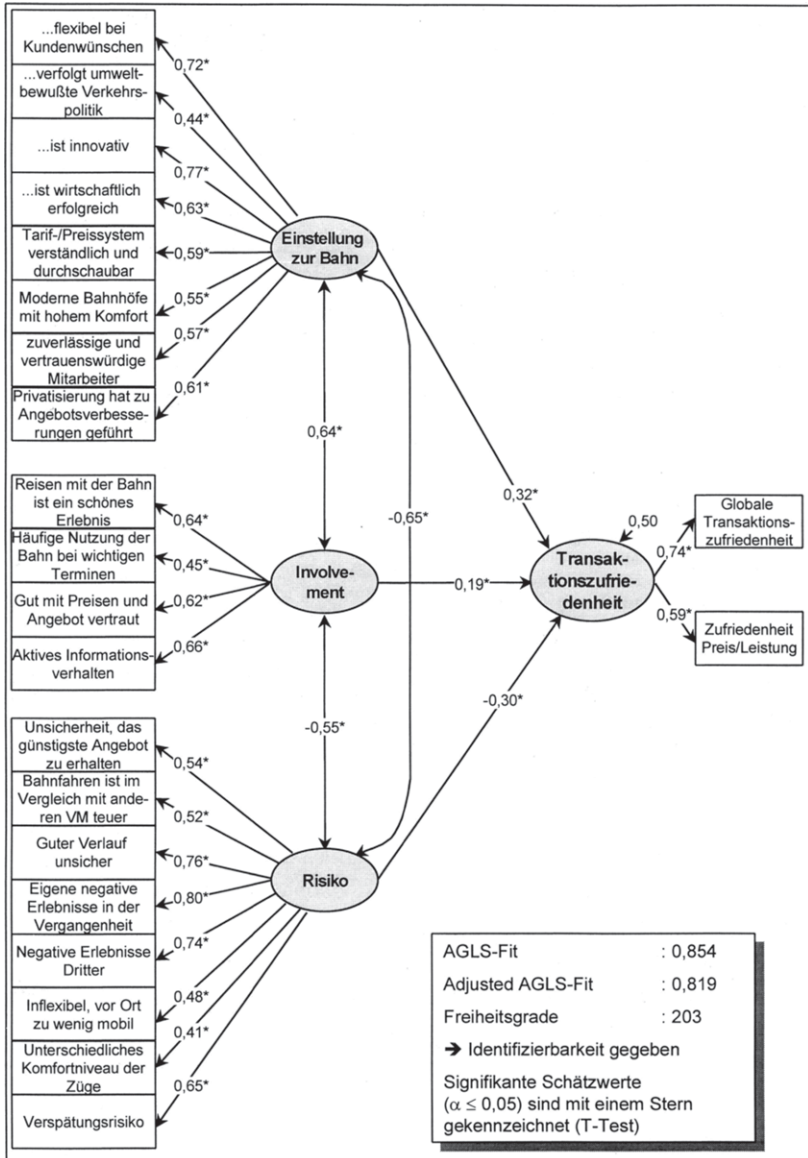 ...flexibel bei
Kundenwünschen
0,72*
...verfolgt umwelt-
bewußte Verkehrs-
politik
0,44*
...ist innovativ
0,77*
...ist wirtschaftlich
erfolgreich
0,63*
Tarif-/Preissystem
verständlich und
durchschaubar
0,59*
Moderne Bahnhöfe
mit hohem Komfort
0,55*
zuverlässige und
vertrauenswürdige
Mitarbeiter
0,57*
Privatisierung hat zu
Angebotsverbesse-
rungen geführt
0,61*
Einstellung
zur Bahn
0,64*
-0,65*
0,32*
Reisen mit der Bahn
ist ein schönes
Erlebnis
0,64*
Häufige Nutzung der
Bahn bei wichtigen
Terminen
0,45*
Gut mit Preisen und
Angebot vertraut
0,62*
Aktives Informations-
verhalten
0,66*
Involve-
ment
0,19*
-0,55*
Transak-
tionszufrie-
denheit
0,50
0,74*
Globale
Transaktions-
zufriedenheit
0,59*
Zufriedenheit
Preis/Leistung
-0,30*
Unsicherheit, das
günstigste Angebot
zu erhalten
0,54*
Bahnfahren ist im
Vergleich mit ande-
ren VM teuer
0,52*
Guter Verlauf
unsicher
0,76*
Eigene negative
Erlebnisse in der
Vergangenheit
0,80*
Negative Erlebnisse
Dritter
0,74*
Inflexibel, vor Ort
zu wenig mobil
0,48*
Unterschiedliches
Komfortniveau der
Züge
0,41*
Verspätungsrisiko
0,65*
Risiko
AGLS-Fit : 0,854
Adjusted AGLS-Fit : 0,819
Freiheitsgrade : 203
➔ Identifizierbarkeit gegeben
Signifikante Schätzwerte
(α ≤ 0,05) sind mit einem Stern
gekennzeichnet (T-Test)